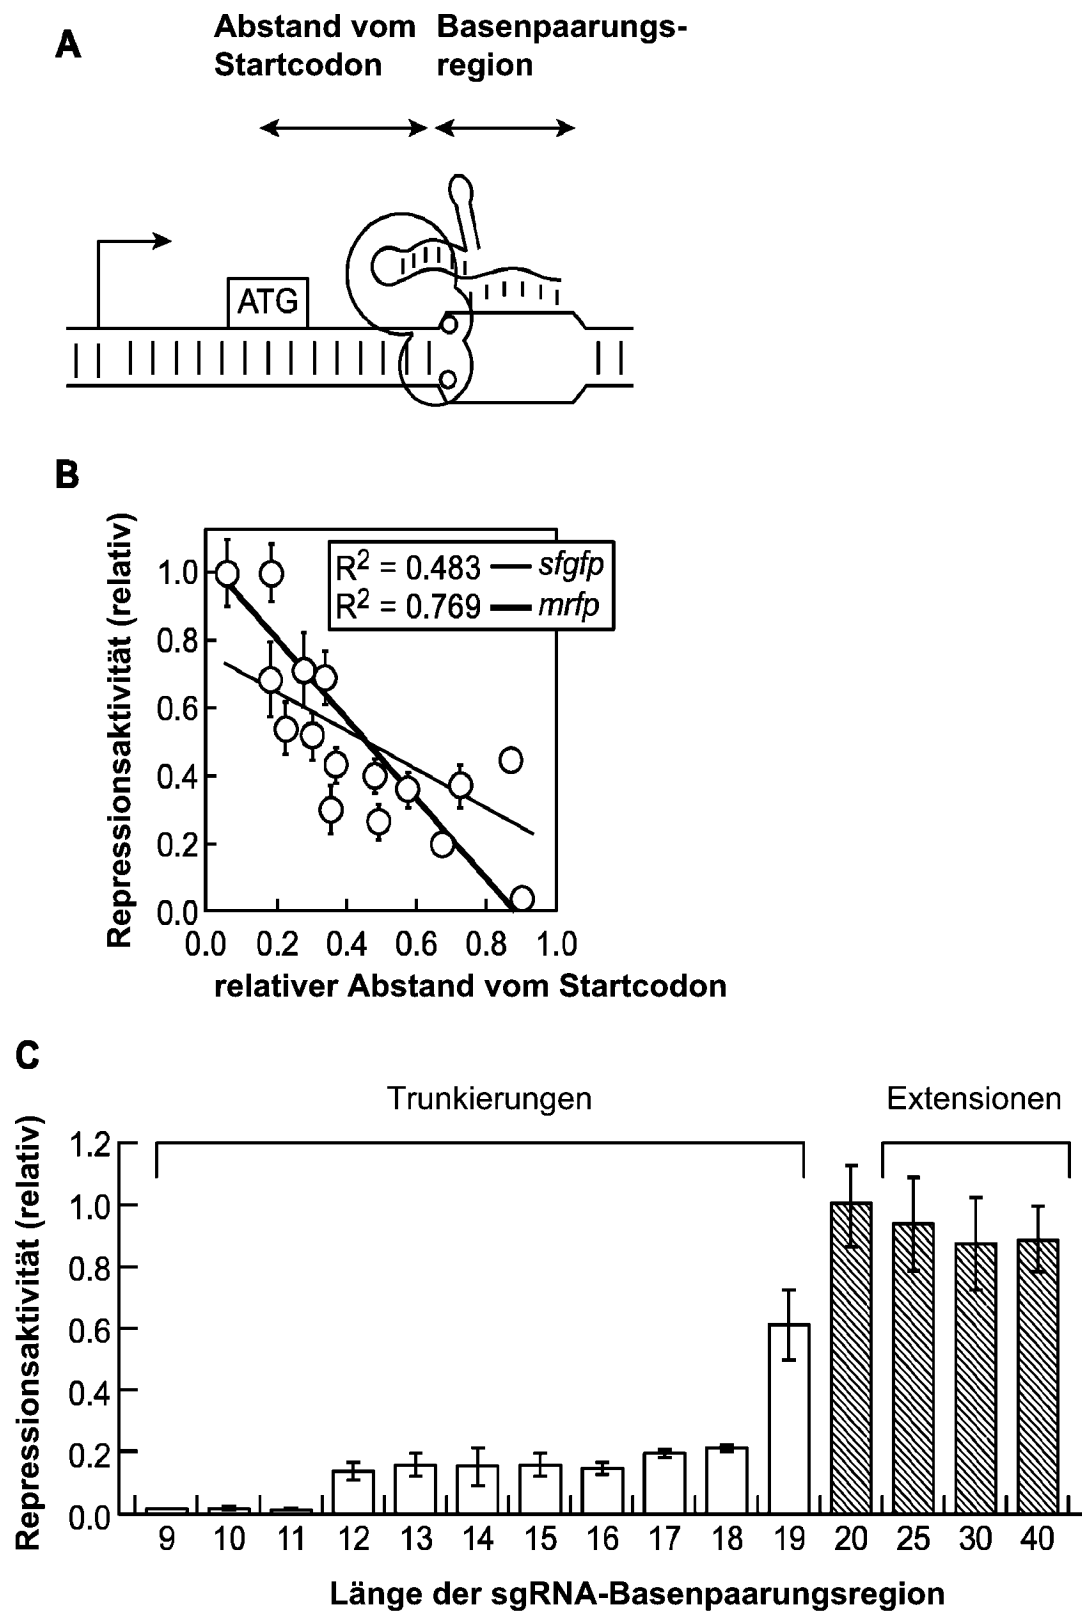 A
Abstand vom
Startcodon
Basenpaarungs-
region
ATG
B
Repressionsaktivität (relativ)
1.0
0.8
0.6
0.4
0.2
0.0
R² = 0.483 — sfgfp
R² = 0.769 — mrfp
0.0 0.2 0.4 0.6 0.8 1.0
relativer Abstand vom Startcodon
C
Trunkierungen
Extensionen
Repressionsaktivität (relativ)
1.2
1.0
0.8
0.6
0.4
0.2
0.0
9 10 11 12 13 14 15 16 17 18 19 20 25 30 40
Länge der sgRNA-Basenpaarungsregion